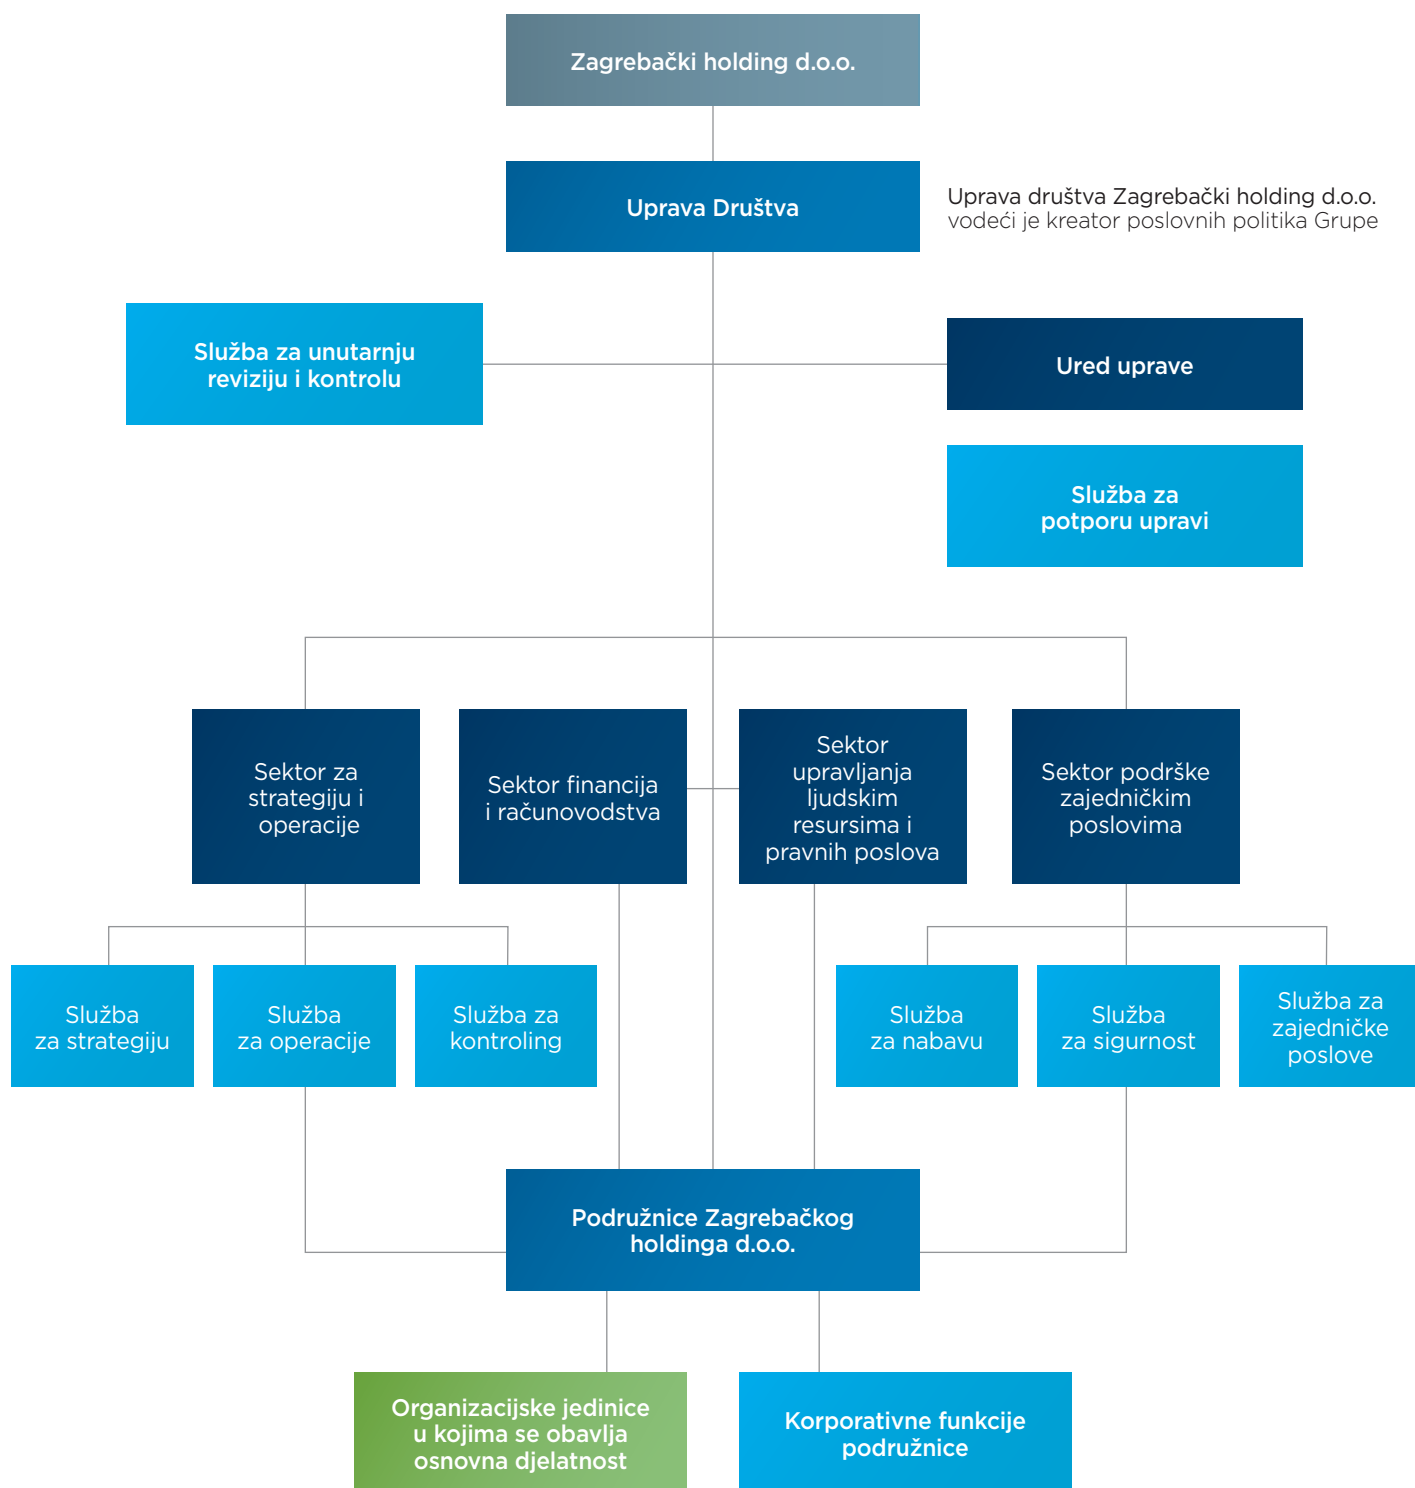 Zagrebački holding d.o.o.
Uprava Društva
Uprava društva Zagrebački holding d.o.o.
vodeći je kreator poslovnih politika Grupe
Služba za unutarnju
reviziju i kontrolu
Ured uprave
Služba za
potporu upravi
Sektor za
strategiju i
operacije
Sektor financija
i računovodstva
Sektor
upravljanja
ljudskim
resursima i
pravnih poslova
Sektor podrške
zajedničkim
poslovima
Služba
za strategiju
Služba
za operacije
Služba za
kontroling
Služba
za nabavu
Služba
za sigurnost
Služba za
zajedničke
poslove
Podružnice Zagrebačkog
holdinga d.o.o.
Organizacijske jedinice
u kojima se obavlja
osnovna djelatnost
Korporativne funkcije
podružnice